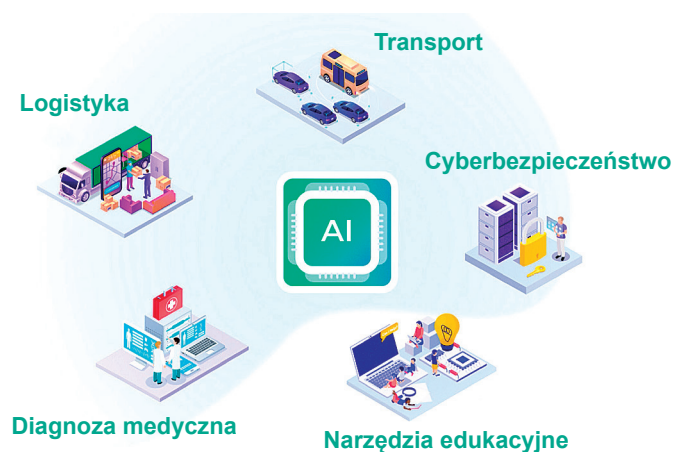 Transport
Logistyka
Cyberbezpieczeństwo
AI
Diagnoza medyczna
Narzędzia edukacyjne